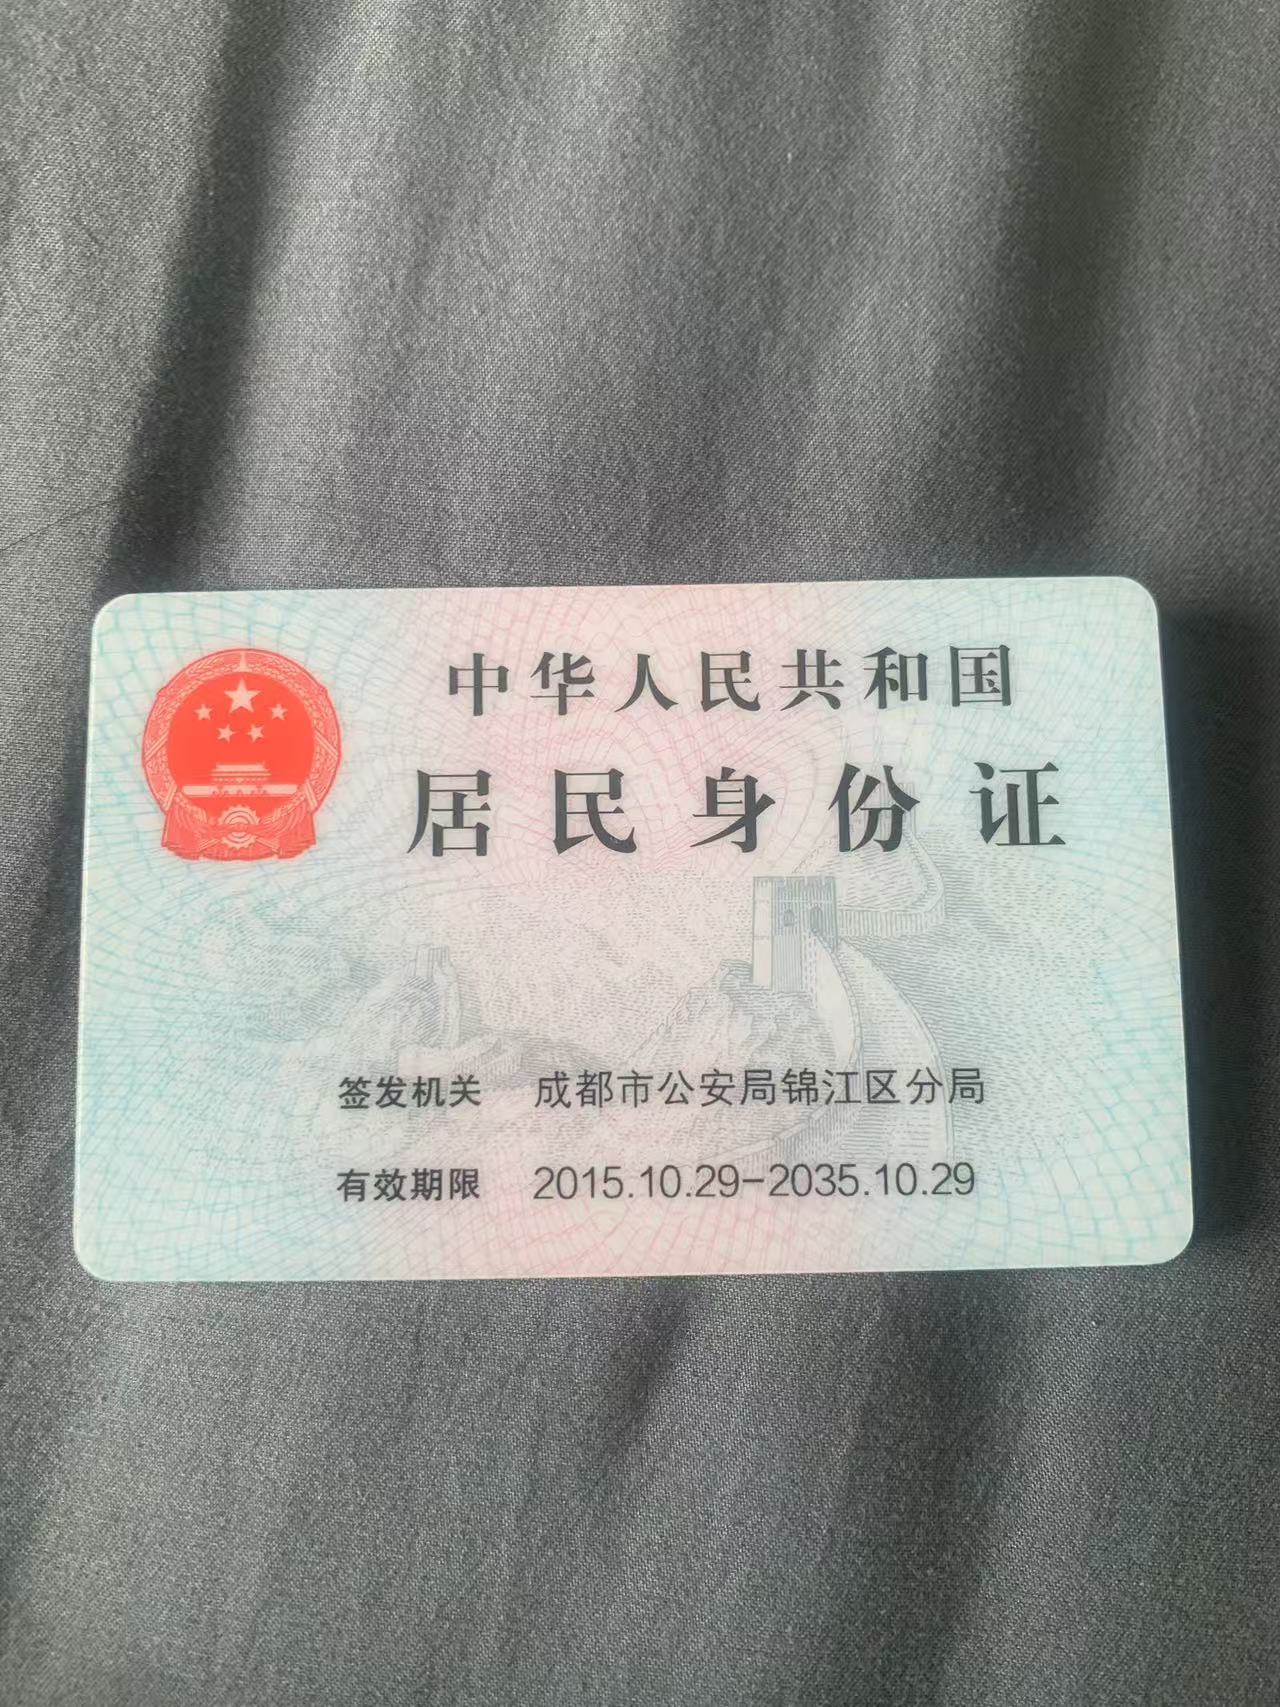 中华人民共和国
居民身份证
签发机关 成都市公安局锦江区分局
有效期限 2015.10.29-2035.10.29